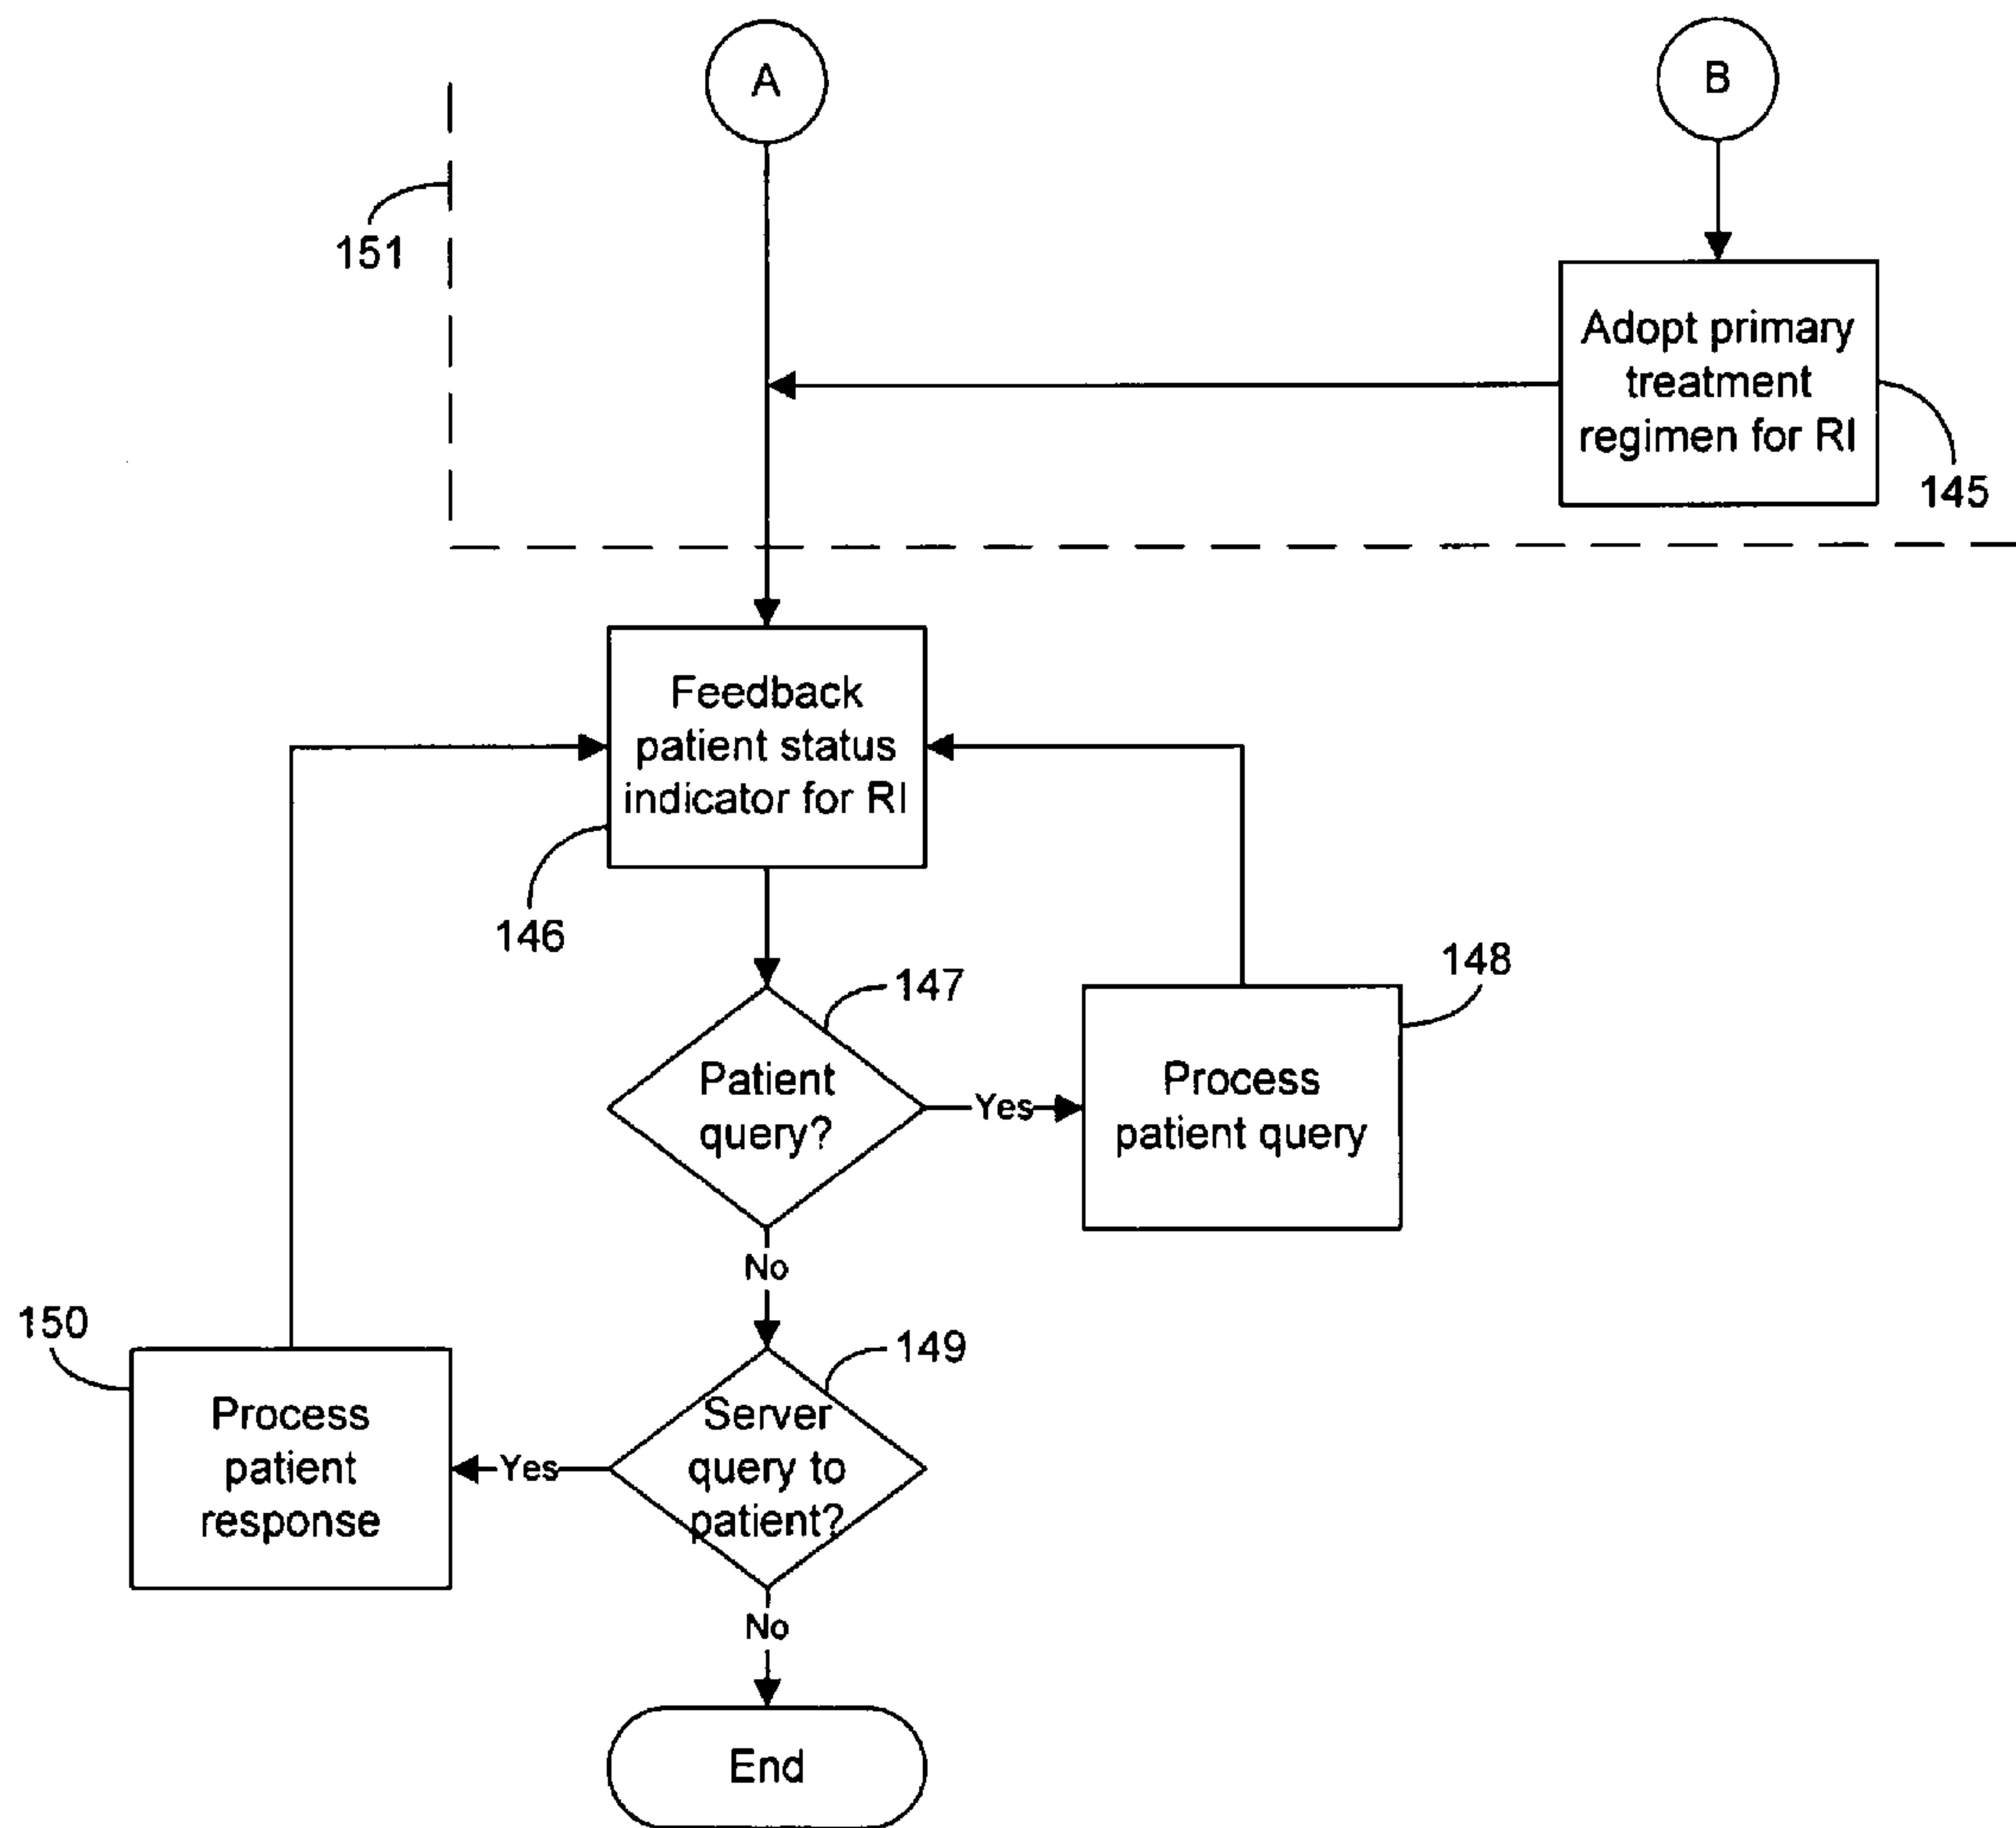 A
B
151
Adopt primary
treatment
regimen for RI
145
Feedback
patient status
indicator for RI
146
147
148
Patient
query?
Yes
Process
patient query
No
150
149
Process
patient
response
Yes
Server
query to
patient?
No
End